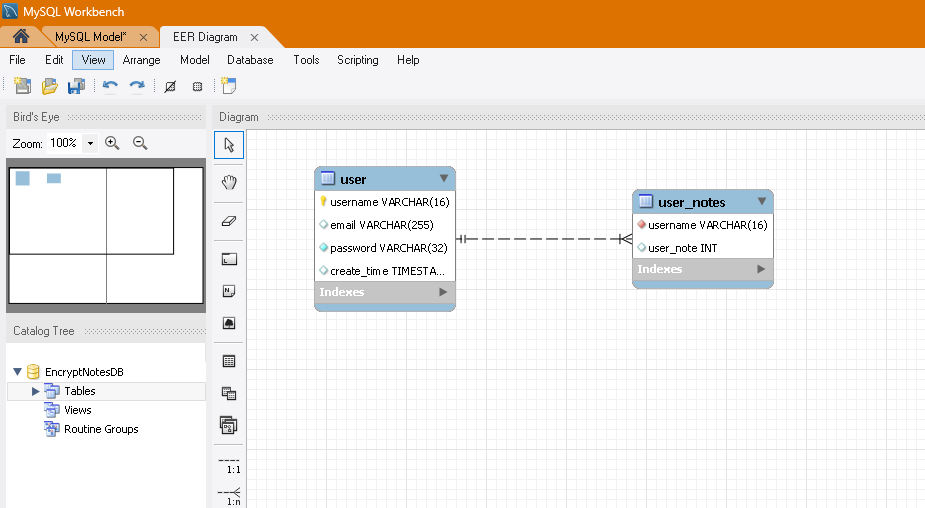 MySQL Workbench
MySQL Model* EER Diagram
File Edit View Arrange Model Database Tools Scripting Help
Bird's Eye
Zoom: 100%
Catalog Tree
EncryptNotesDB
Tables
Views
Routine Groups
N
1:1
1:n
Diagram
user
username VARCHAR(16)
email VARCHAR(255)
password VARCHAR(32)
create_time TIMESTA...
Indexes
user_notes
username VARCHAR(16)
user_note INT
Indexes